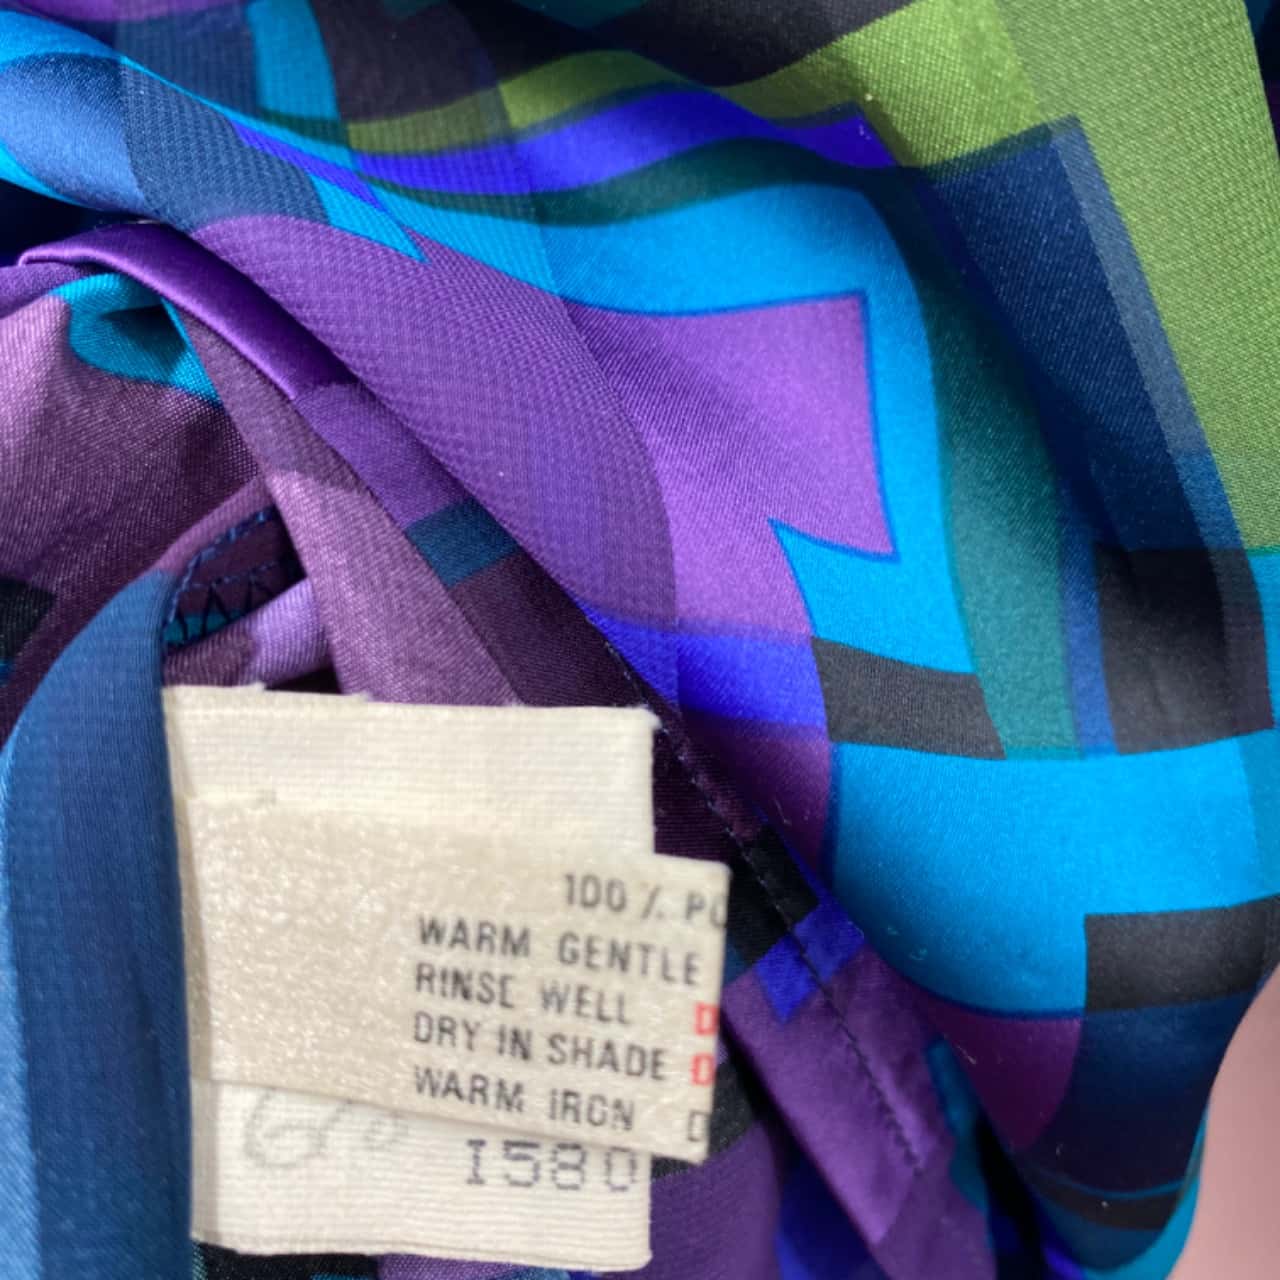 100 % PO
WARM GENTLE
RINSE WELL D
DRY IN SHADE D
WARM IRON D
1580